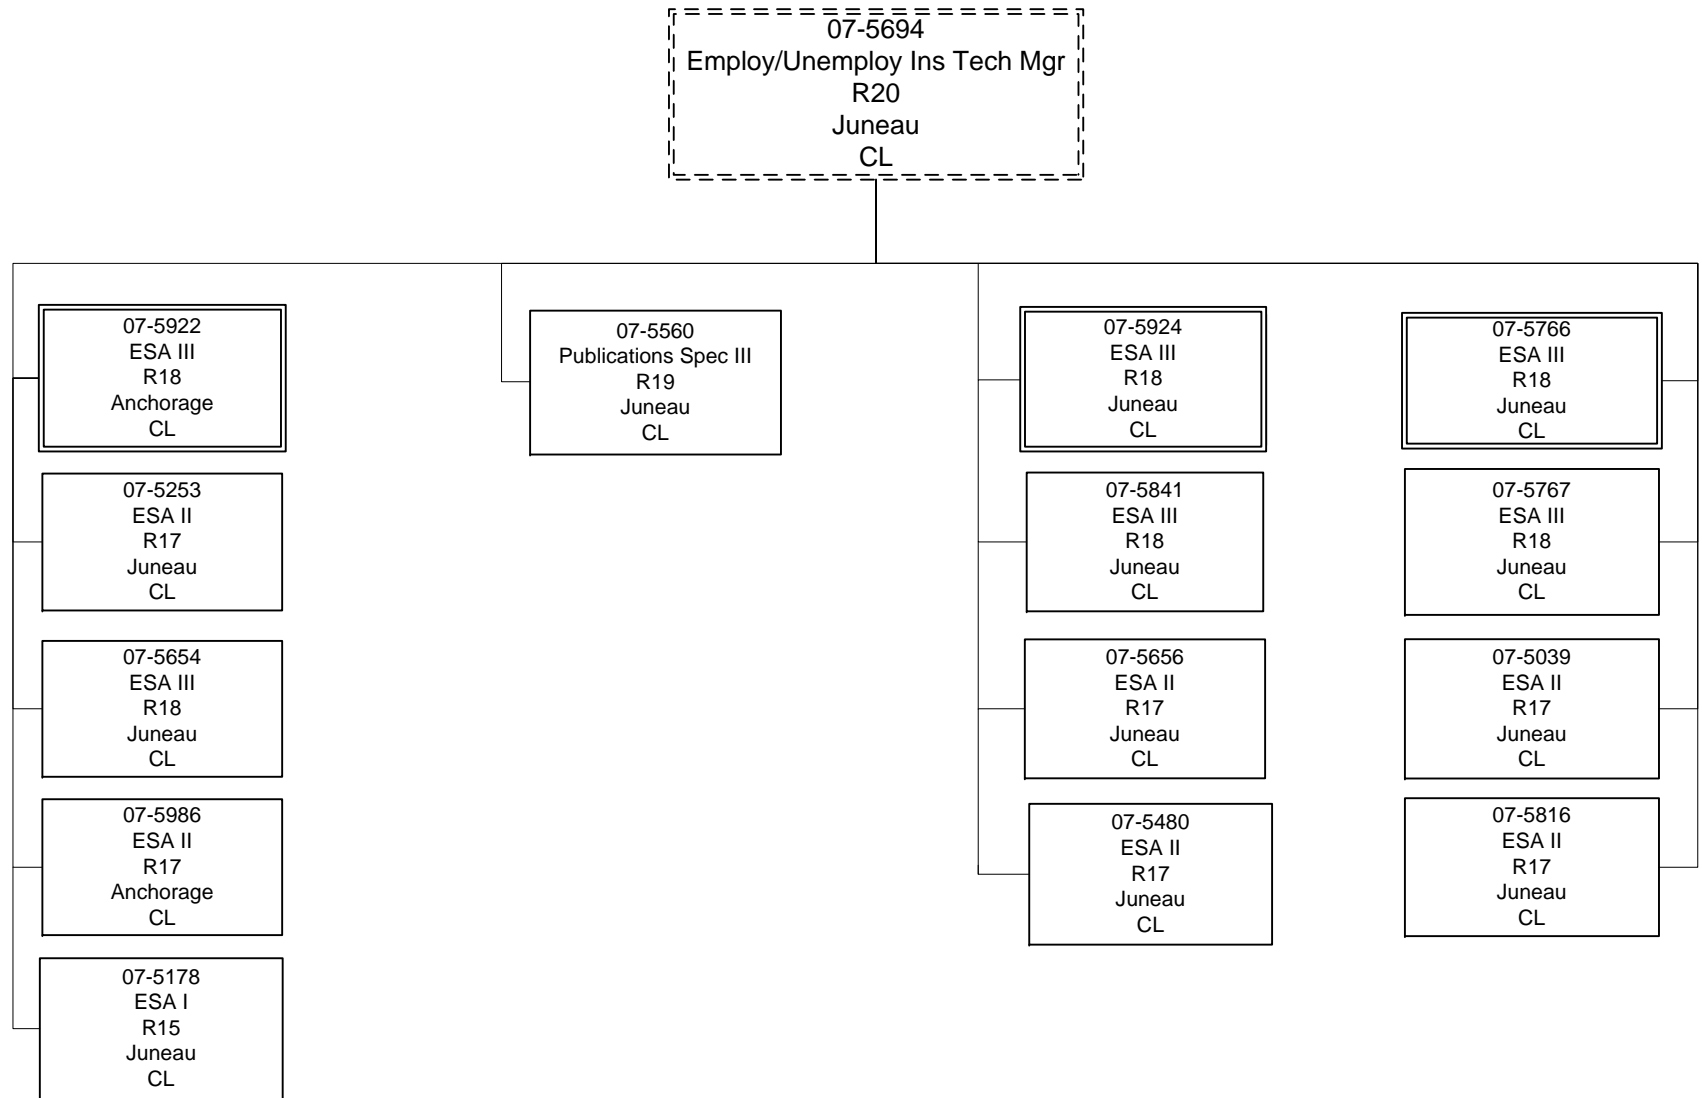 07-5694
Employ/Unemploy Ins Tech Mgr
R20
Juneau
CL
07-5922
ESA III
R18
Anchorage
CL
07-5253
ESA II
R17
Juneau
CL
07-5654
ESA III
R18
Juneau
CL
07-5986
ESA II
R17
Anchorage
CL
07-5178
ESA I
R15
Juneau
CL
07-5560
Publications Spec III
R19
Juneau
CL
07-5924
ESA III
R18
Juneau
CL
07-5841
ESA III
R18
Juneau
CL
07-5656
ESA II
R17
Juneau
CL
07-5480
ESA II
R17
Juneau
CL
07-5766
ESA III
R18
Juneau
CL
07-5767
ESA III
R18
Juneau
CL
07-5039
ESA II
R17
Juneau
CL
07-5816
ESA II
R17
Juneau
CL